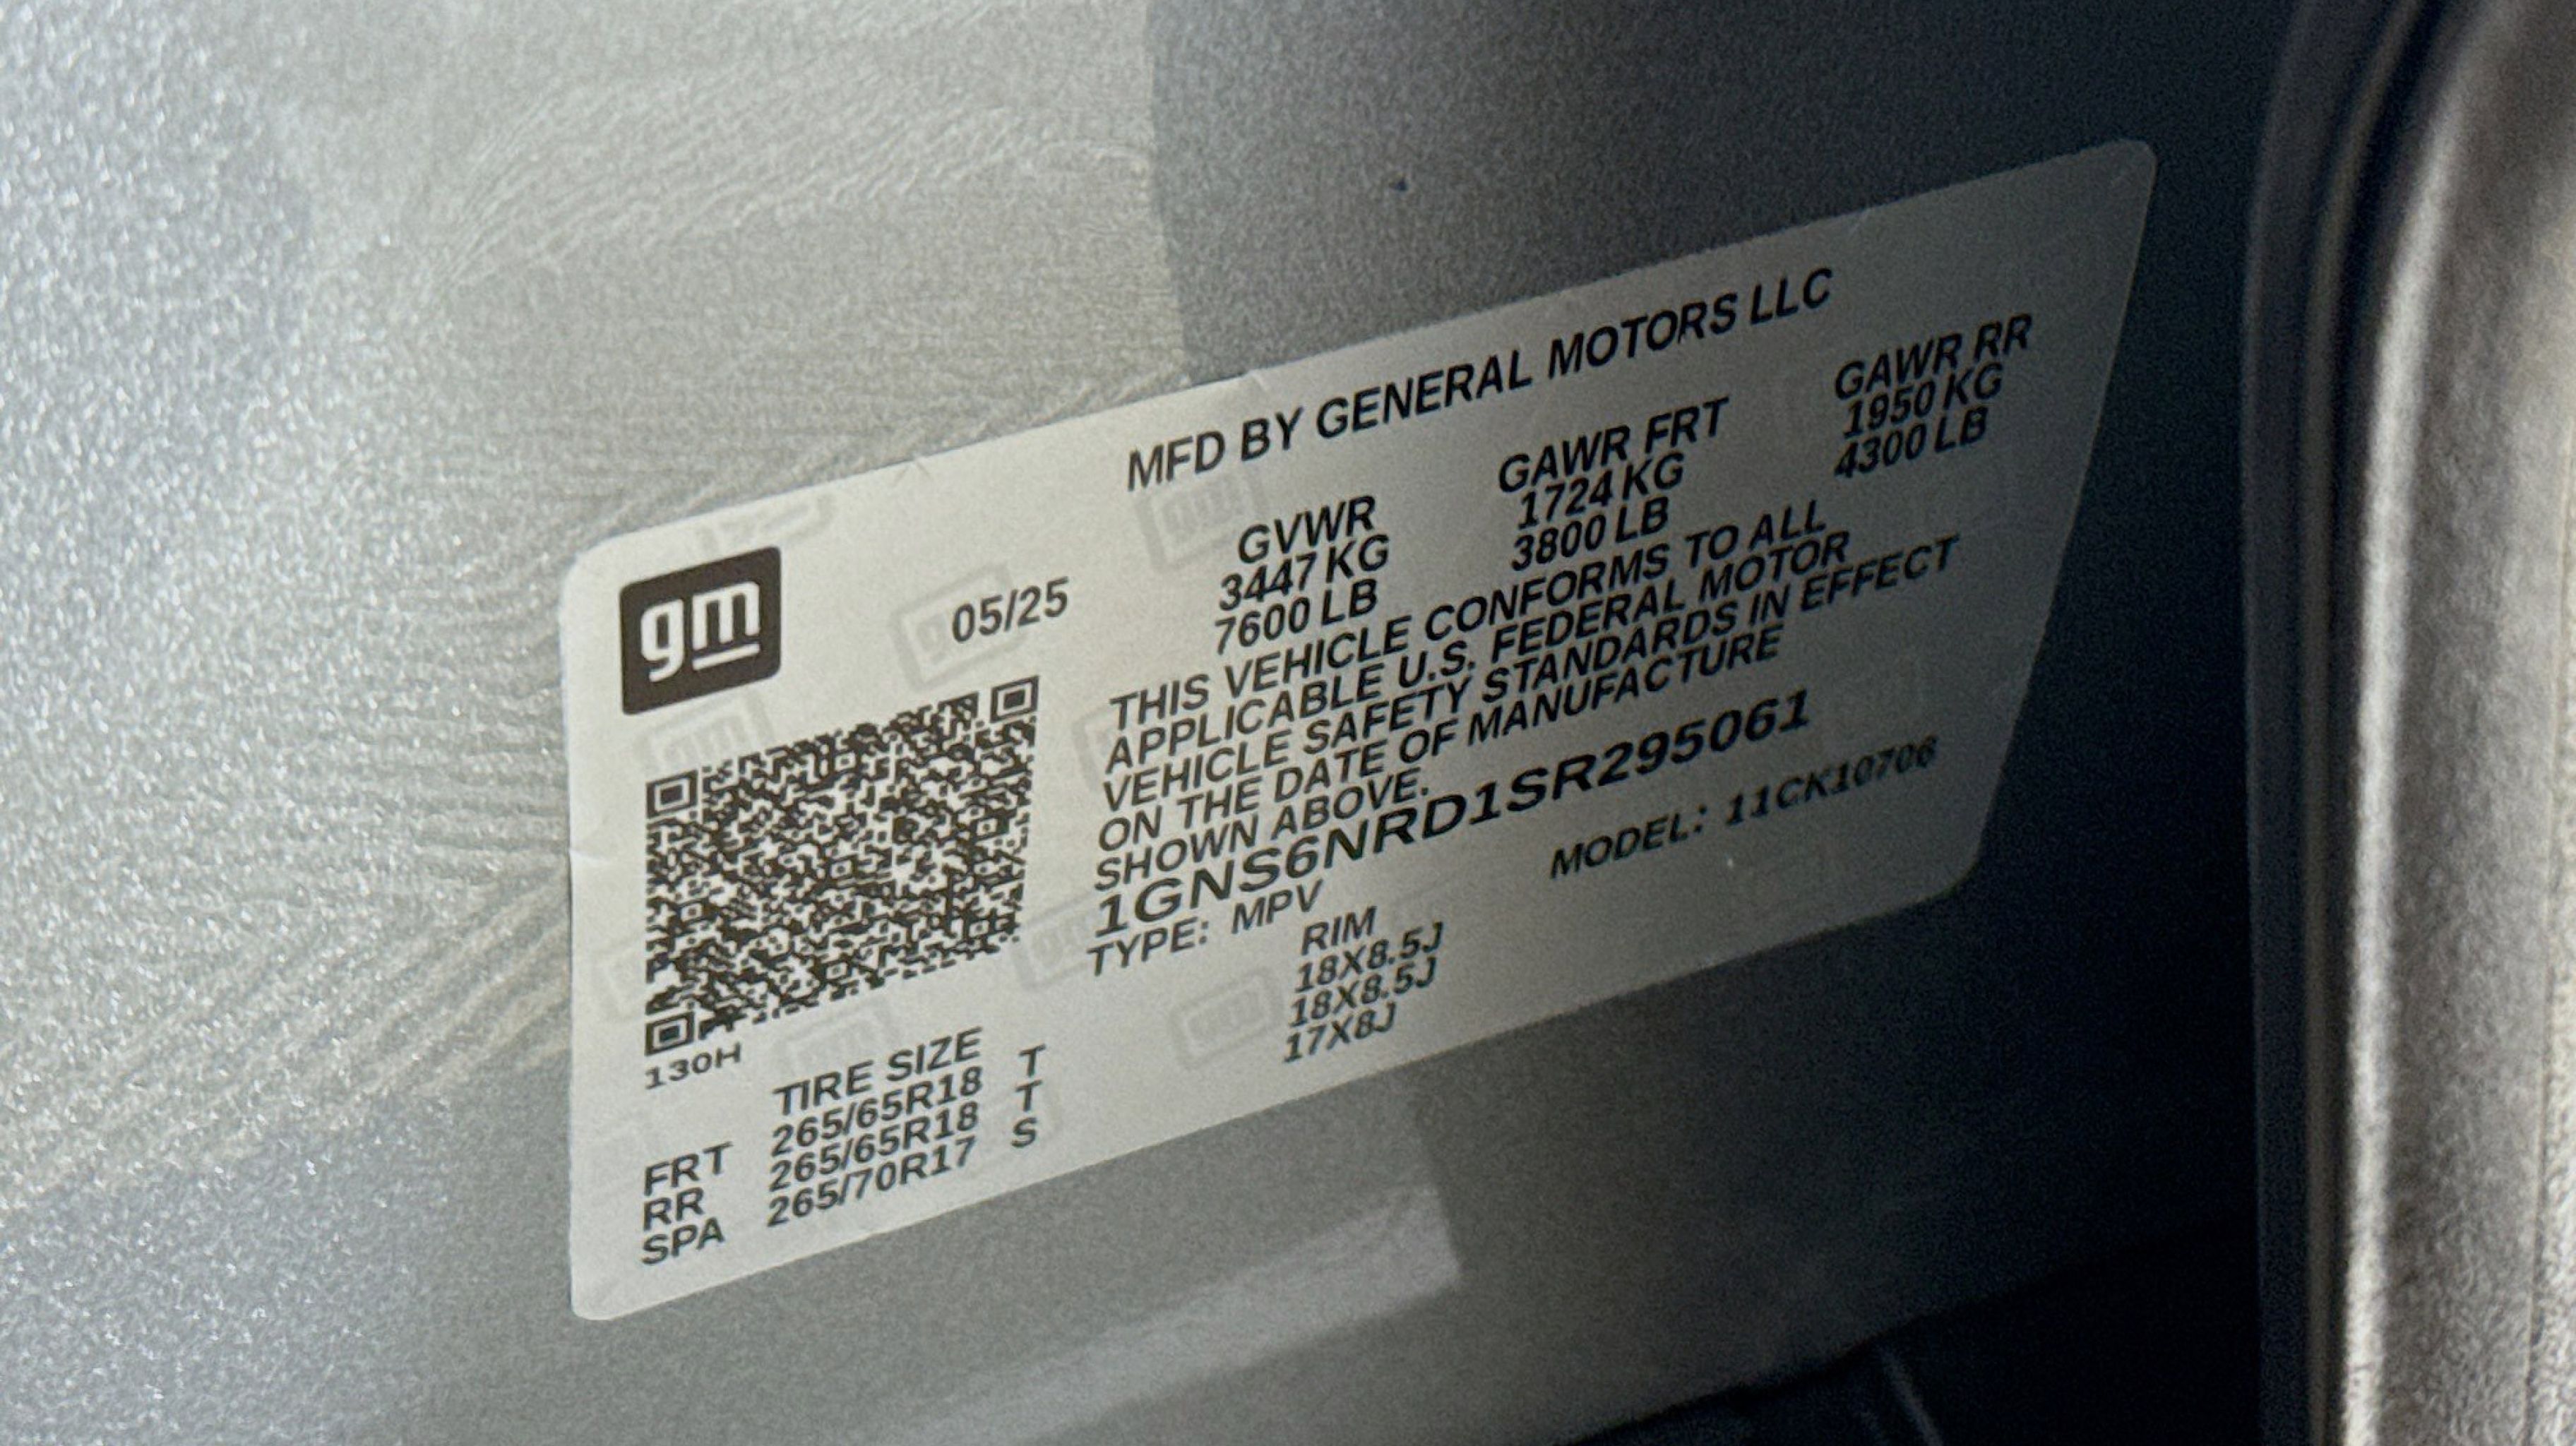 gm
MFD BY GENERAL MOTORS LLC
05/25
GVWR GAWR FRT GAWR RR
3447 KG 1724 KG 1950 KG
7600 LB 3800 LB 4300 LB
THIS VEHICLE CONFORMS TO ALL
APPLICABLE U.S. FEDERAL MOTOR
VEHICLE SAFETY STANDARDS IN EFFECT
ON THE DATE OF MANUFACTURE
SHOWN ABOVE.
1GNS6NRD1SR295061
TYPE: MPV MODEL: 11CK10706
130H
TIRE SIZE RIM
FRT 265/65R18 T 18X8.5J
RR 265/65R18 T 18X8.5J
SPA 265/70R17 S 17X8J